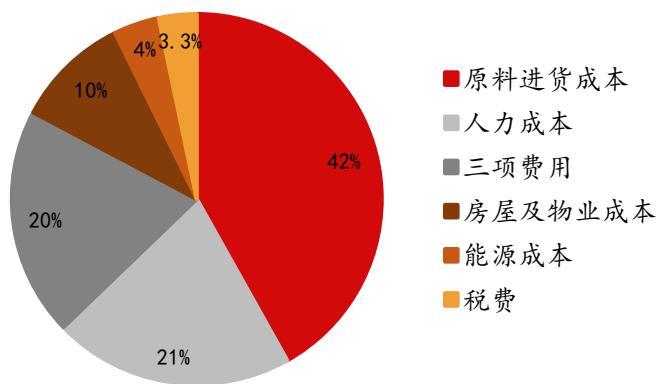 3.3%
4%
10%
42%
20%
21%
原料进货成本
人力成本
三项费用
房屋及物业成本
能源成本
税费